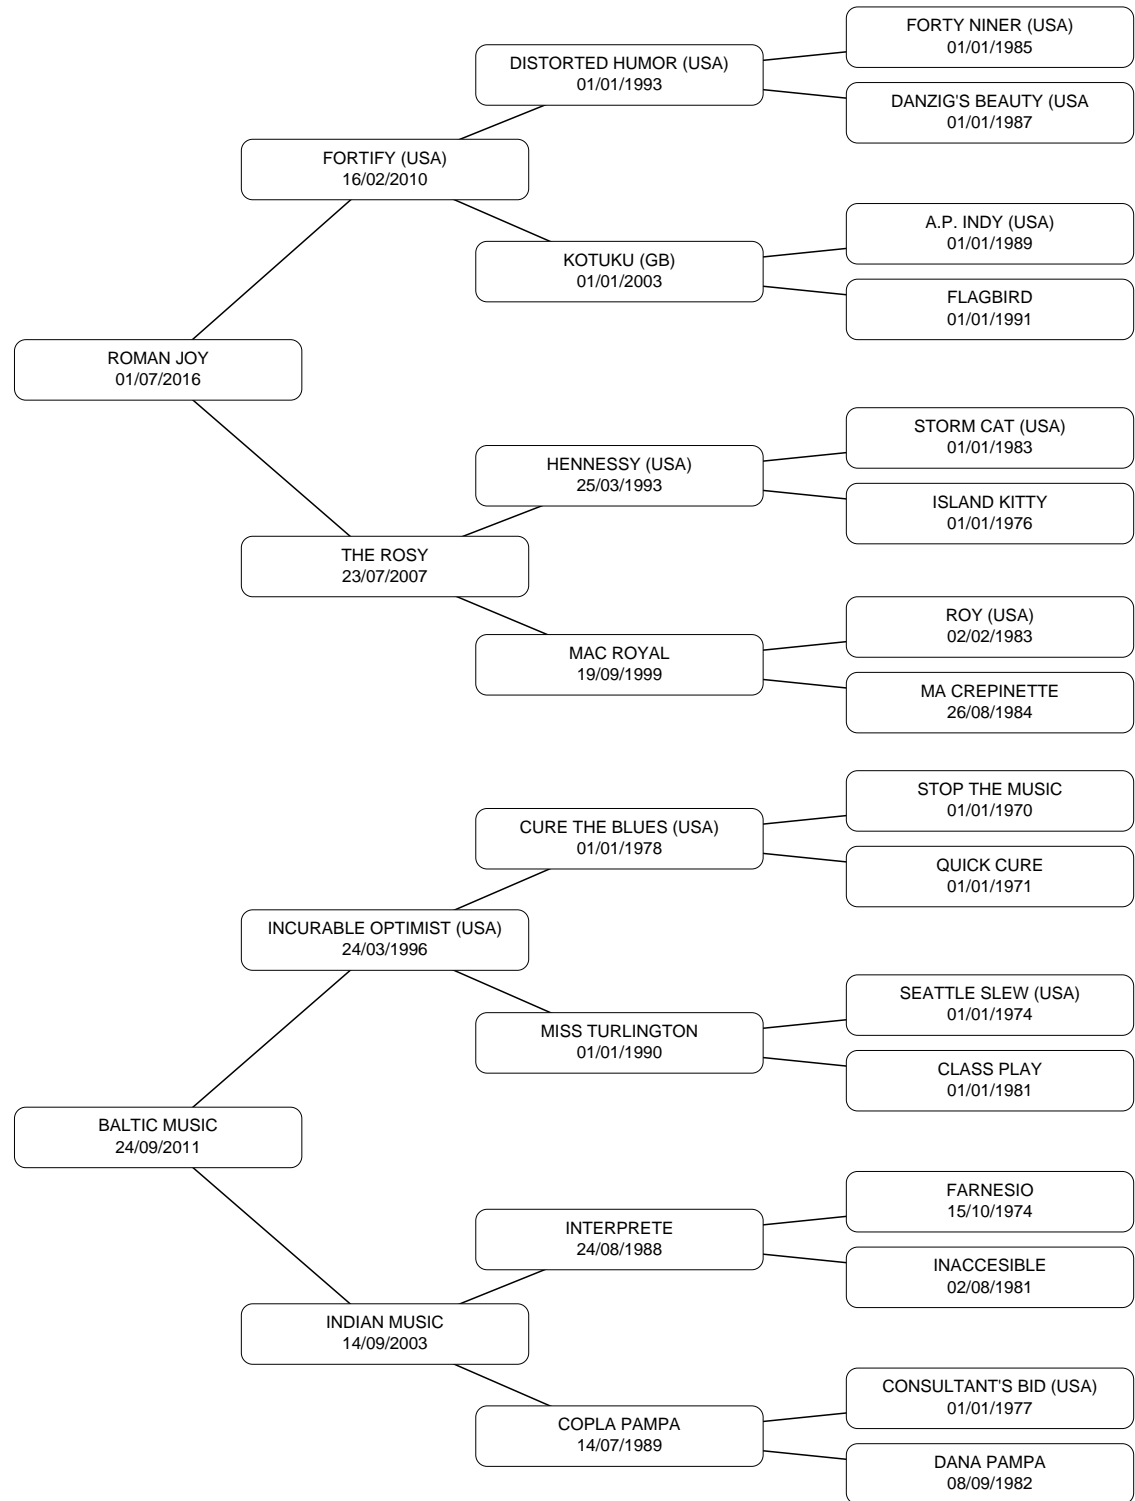 FORTY NINER (USA)
01/01/1985
DISTORTED HUMOR (USA)
01/01/1993
DANZIG'S BEAUTY (USA
01/01/1987
FORTIFY (USA)
16/02/2010
A.P. INDY (USA)
01/01/1989
KOTUKU (GB)
01/01/2003
FLAGBIRD
01/01/1991
ROMAN JOY
01/07/2016
STORM CAT (USA)
01/01/1983
HENNESSY (USA)
25/03/1993
ISLAND KITTY
01/01/1976
THE ROSY
23/07/2007
ROY (USA)
02/02/1983
MAC ROYAL
19/09/1999
MA CREPINETTE
26/08/1984
STOP THE MUSIC
01/01/1970
CURE THE BLUES (USA)
01/01/1978
QUICK CURE
01/01/1971
INCURABLE OPTIMIST (USA)
24/03/1996
SEATTLE SLEW (USA)
01/01/1974
MISS TURLINGTON
01/01/1990
CLASS PLAY
01/01/1981
BALTIC MUSIC
24/09/2011
FARNESIO
15/10/1974
INTERPRETE
24/08/1988
INACCESIBLE
02/08/1981
INDIAN MUSIC
14/09/2003
CONSULTANT'S BID (USA)
01/01/1977
COPLA PAMPA
14/07/1989
DANA PAMPA
08/09/1982